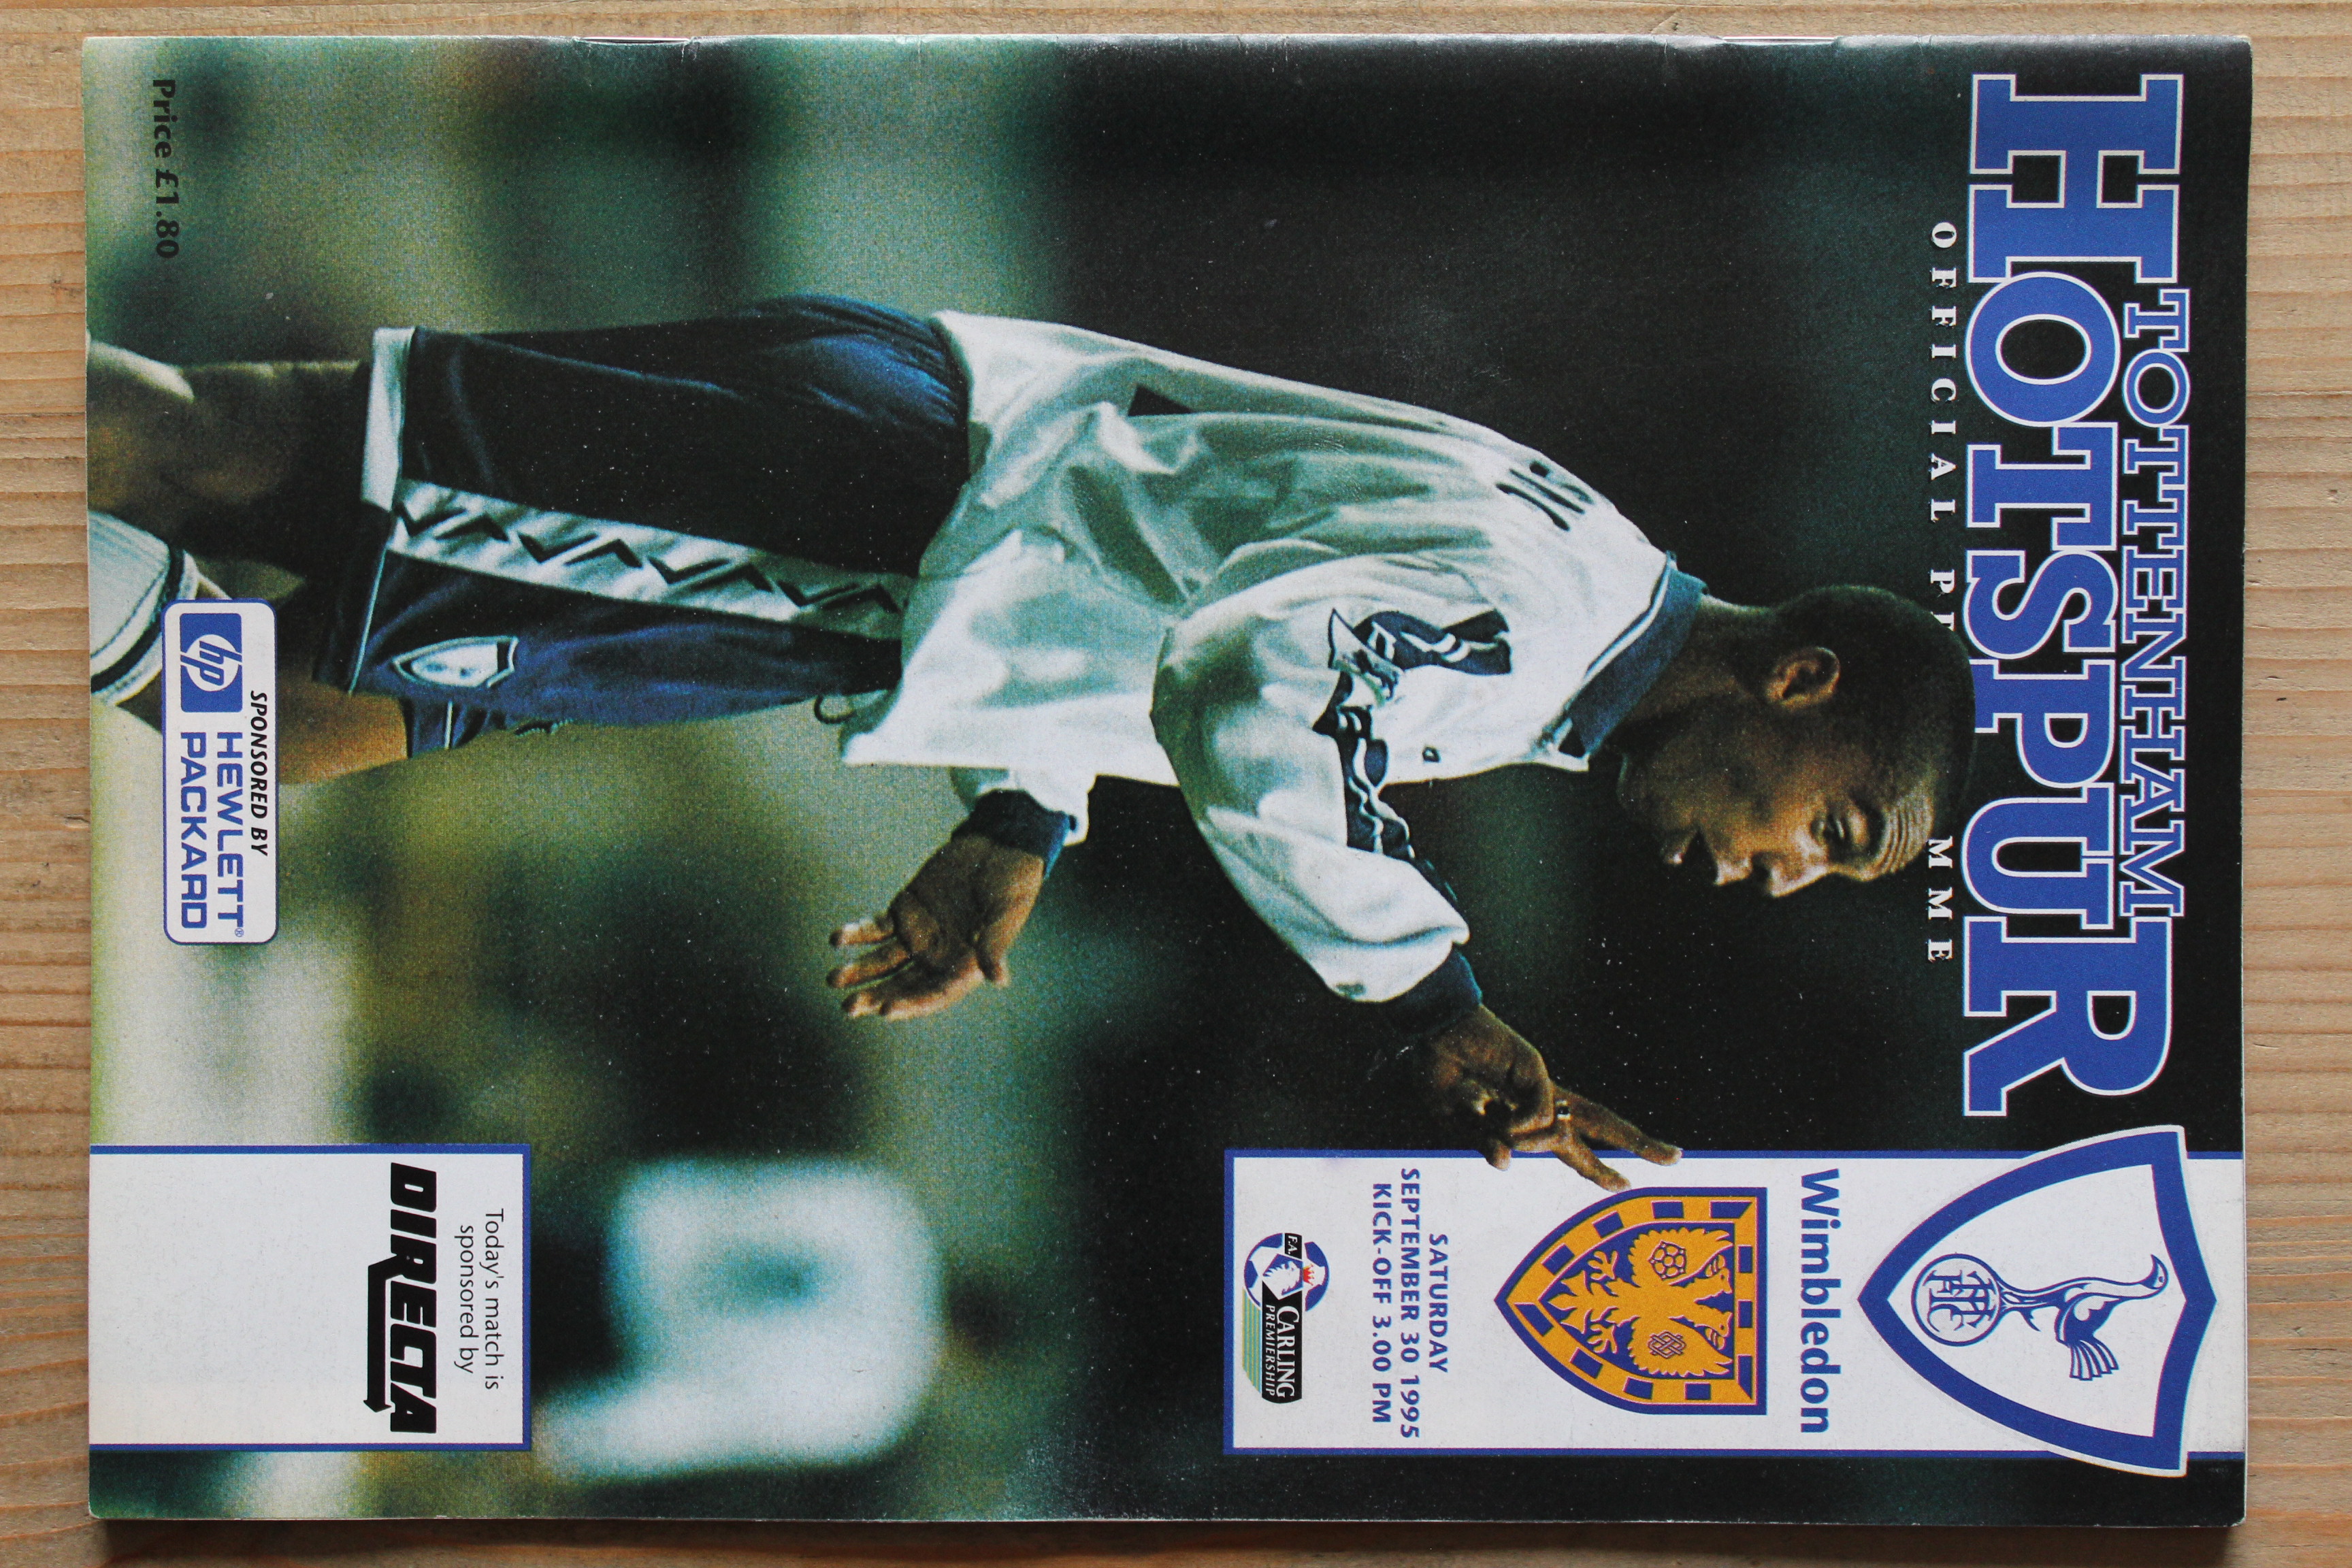 TOTTENHAM
HOTSPUR
OFFICIAL PR MME
Wimbledon
SATURDAY
SEPTEMBER 30 1995
KICK-OFF 3.00 PM
F.A.
CARLING
PREMIERSHIP
Today's match is
sponsored by
DIRECTA
SPONSORED BY
hp HEWLETT®
PACKARD
Price £1.80